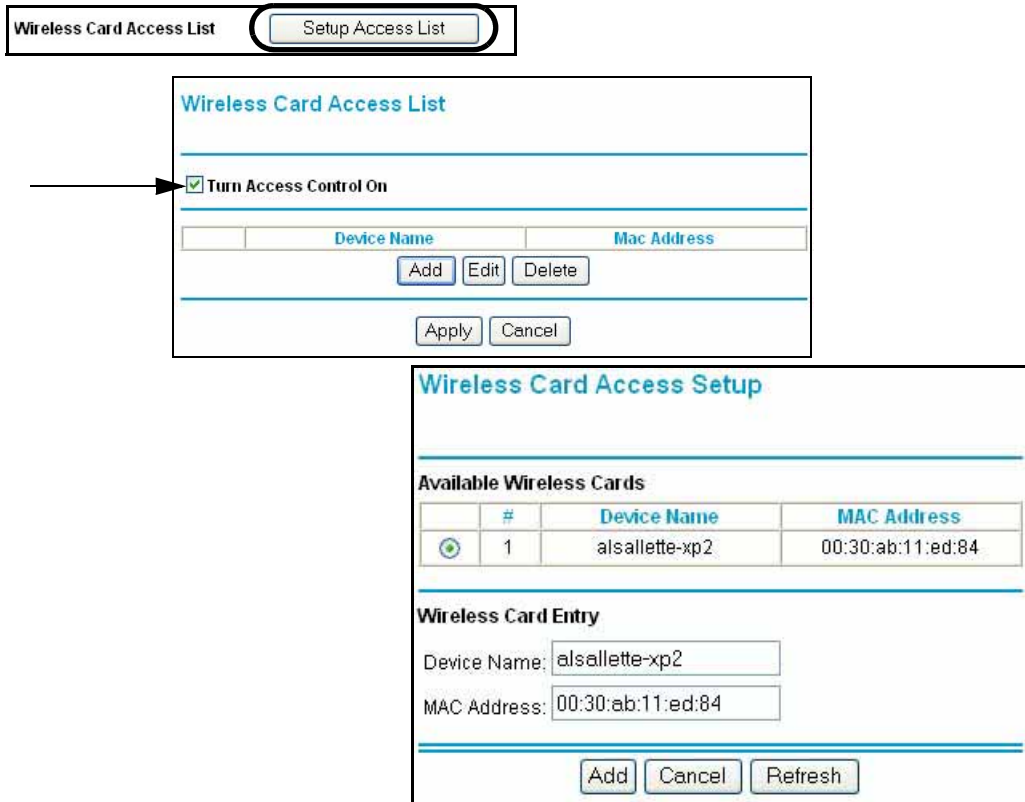 Wireless Card Access List Setup Access List
Wireless Card Access List
Turn Access Control On
Device Name Mac Address
Add Edit Delete
Apply Cancel
Wireless Card Access Setup
Available Wireless Cards
# Device Name MAC Address
1 alsallette-xp2 00:30:ab:11:ed:84
Wireless Card Entry
Device Name: alsallette-xp2
MAC Address: 00:30:ab:11:ed:84
Add Cancel Refresh